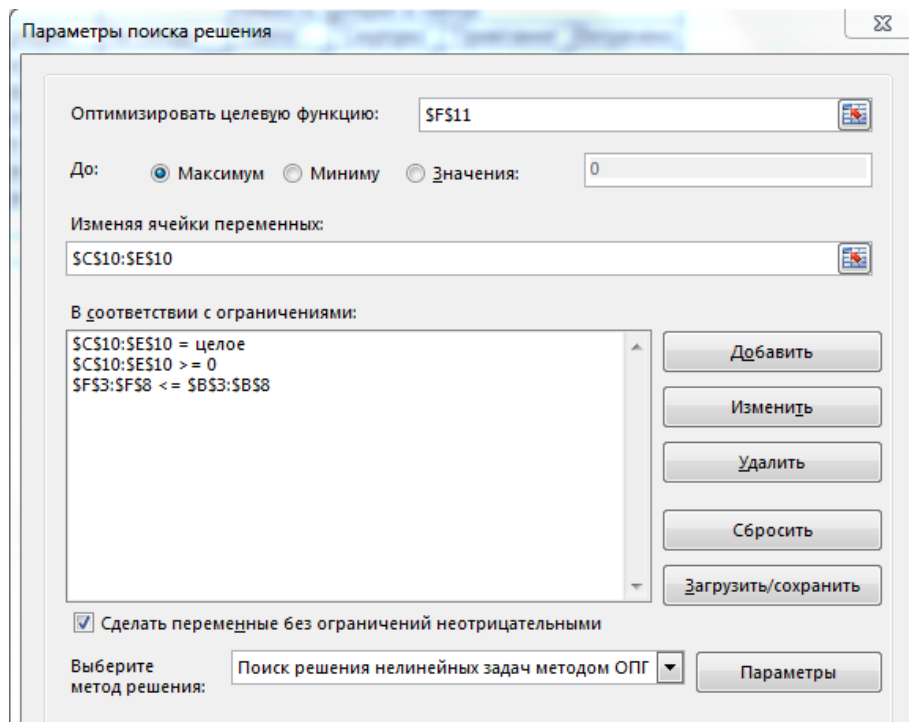 Параметры поиска решения
Оптимизировать целевую функцию: $F$11
До: Максимум Миниму Значения: 0
Изменяя ячейки переменных:
$C$10:$E$10
В соответствии с ограничениями:
$C$10:$E$10 = целое
$C$10:$E$10 >= 0
$F$3:$F$8 <= $B$3:$B$8
Добавить
Изменить
Удалить
Сбросить
Загрузить/сохранить
Сделать переменные без ограничений неотрицательными
Выберите
метод решения:
Поиск решения нелинейных задач методом ОПГ
Параметры